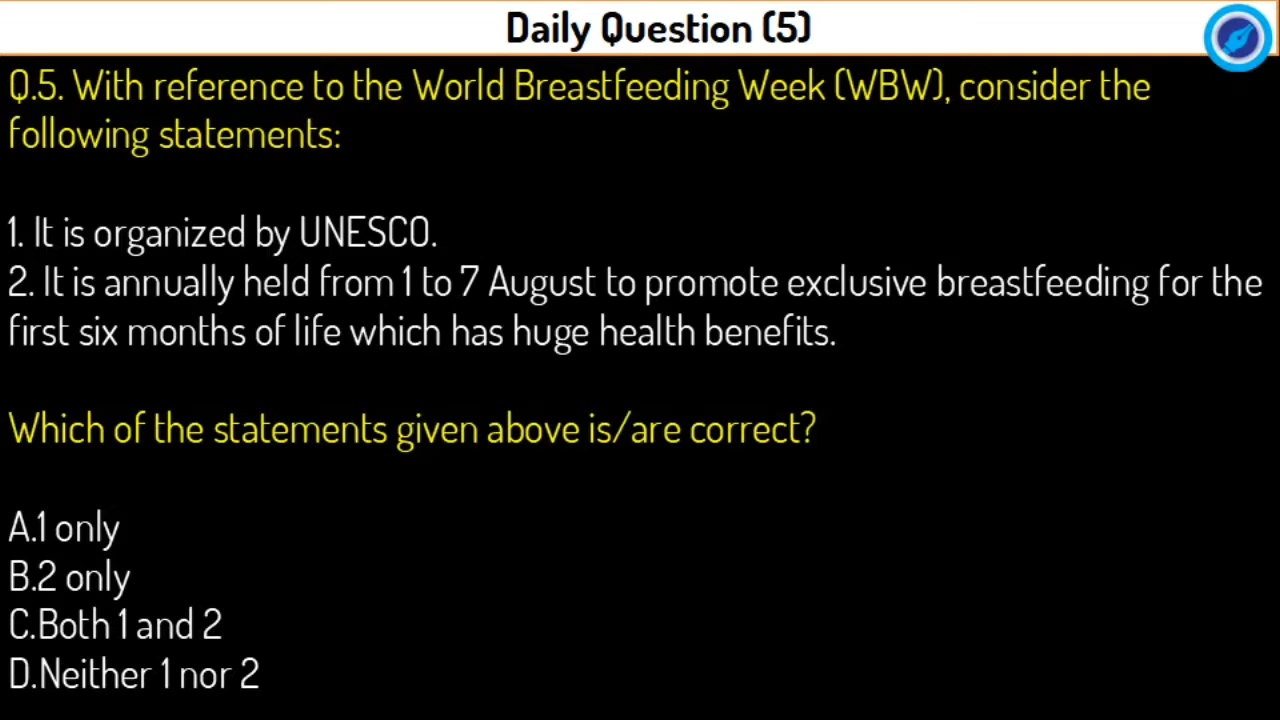 Daily Question (5)
Q.5. With reference to the World Breastfeeding Week (WBW), consider the
following statements:
1. It is organized by UNESCO.
2. It is annually held from 1 to 7 August to promote exclusive breastfeeding for the
first six months of life which has huge health benefits.
Which of the statements given above is/are correct?
A.1 only
B.2 only
C.Both 1 and 2
D.Neither 1 nor 2